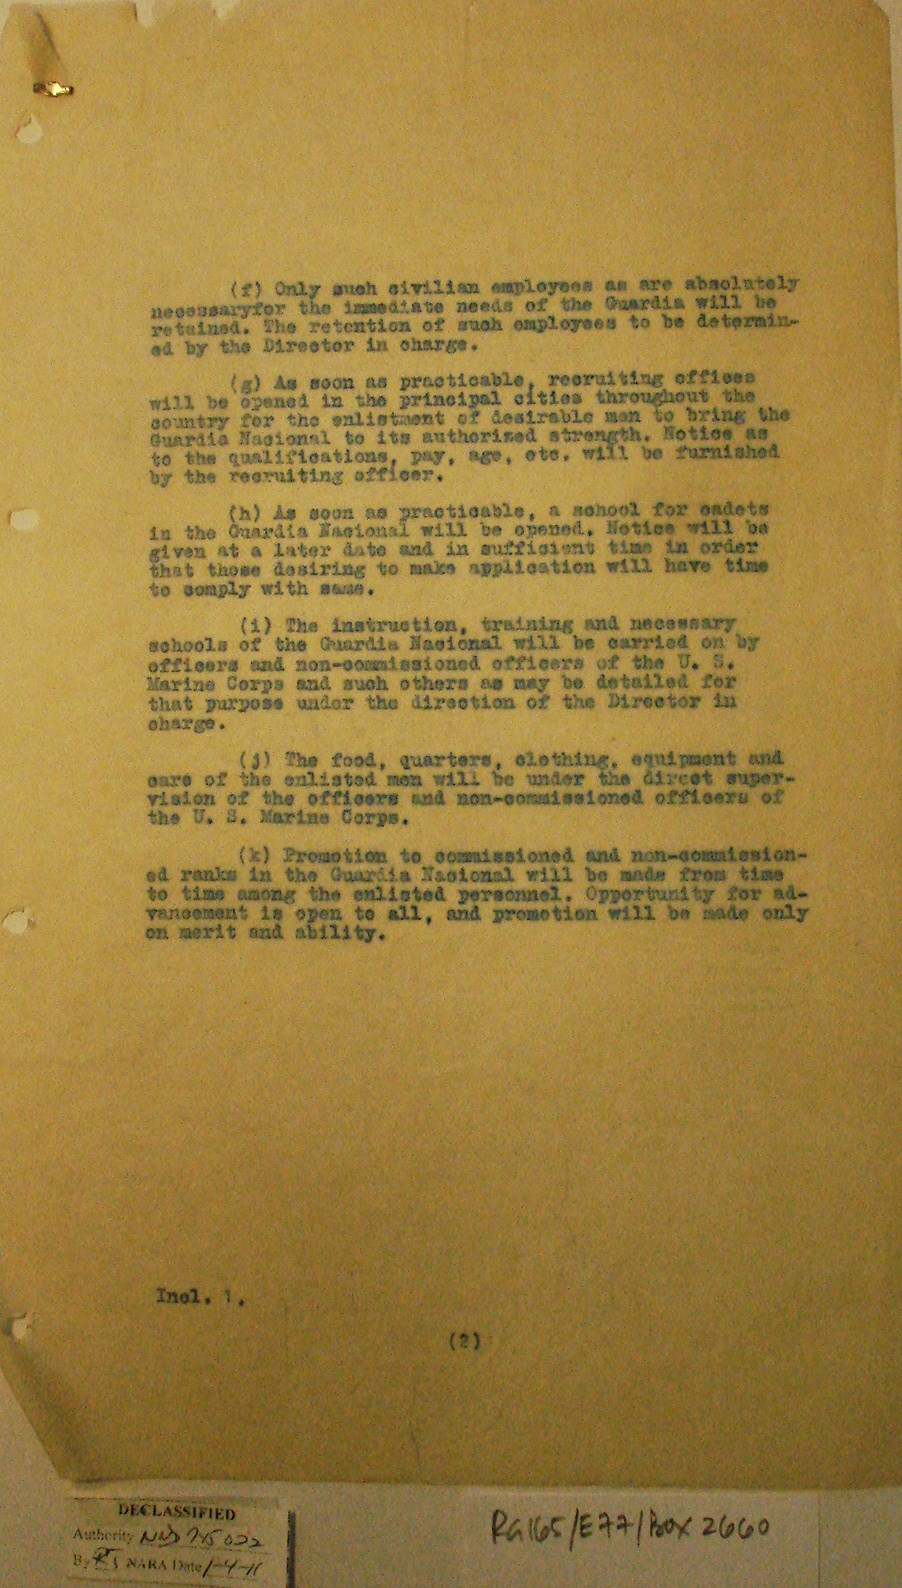 (f) Only such civilian employees as are absolutely
necessaryfor the immediate needs of the Guardia will be
retained. The retention of such employees to be determin-
ed by the Director in charge.
(g) As soon as practicable, recruiting offices
will be opened in the principal cities throughout the
country for the enlistment of desirable men to bring the
Guardia Nacional to its authorized strength. Notice as
to the qualifications, pay, age, etc. will be furnished
by the recruiting officer.
(h) As soon as practicable, a school for cadets
in the Guardia Nacional will be opened. Notice will be
given at a later date and in sufficient time in order
that those desiring to make application will have time
to comply with same.
(i) The instruction, training and necessary
schools of the Guardia Nacional will be carried on by
officers and non-commissioned officers of the U. S.
Marine Corps and such others as may be detailed for
that purpose under the direction of the Director in
charge.
(j) The food, quarters, clothing, equipment and
care of the enlisted men will be under the direct super-
vision of the officers and non-commissioned officers of
the U. S. Marine Corps.
(k) Promotion to commissioned and non-commission-
ed ranks in the Guardia Nacional will be made from time
to time among the enlisted personnel. Opportunity for ad-
vancement is open to all, and promotion will be made only
on merit and ability.
Incl. 1.
(2)
DECLASSIFIED
Authority NND 745022
By NARA Date 1-4-11
RG165/E77/Box 2660